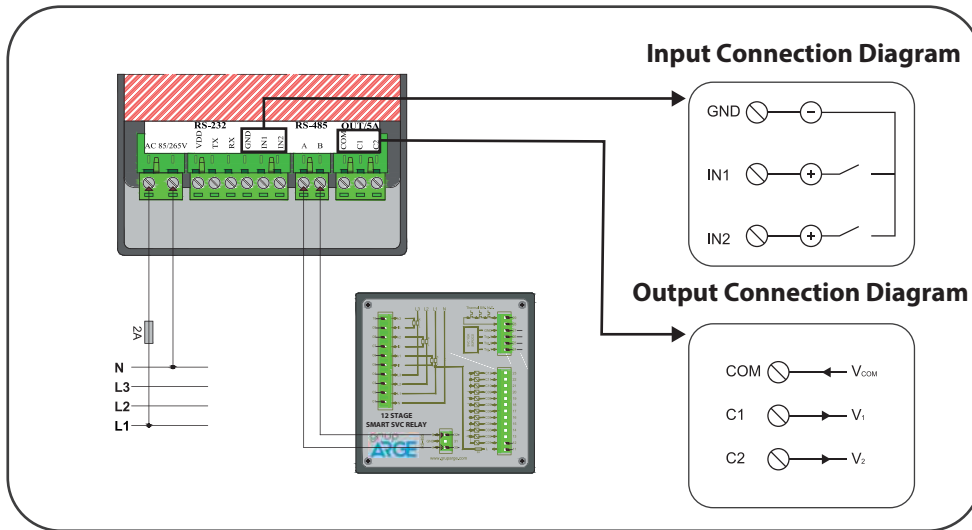 Input Connection Diagram
RS-232
RS-485
OUT/5A
AC 85/265V
VDD
TX
RX
GND
IN1
IN2
A
B
COM
C1
C2
GND
IN1
IN2
2A
N
L3
L2
L1
12 STAGE
SMART SVC RELAY
grup
ARGE
Output Connection Diagram
COM
VCOM
C1
V1
C2
V2